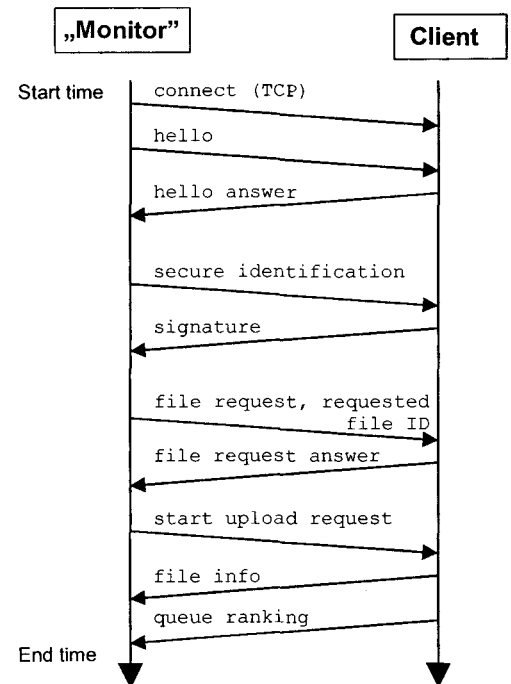 „Monitor”
Client
Start time
connect (TCP)
hello
hello answer
secure identification
signature
file request, requested
file ID
file request answer
start upload request
file info
queue ranking
End time